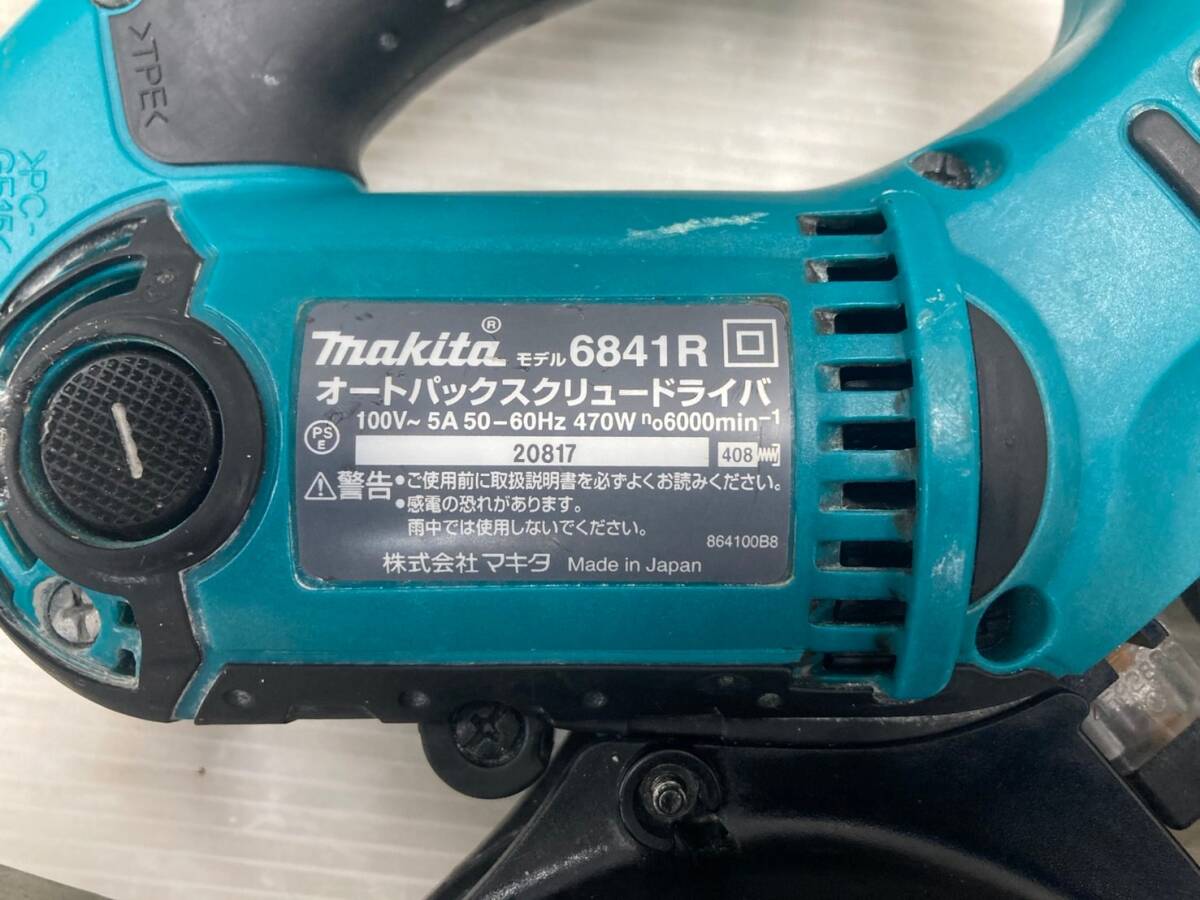 >TPE<
>PC-
makita® モデル 6841R
オートパックスクリュードライバ
100V~ 5A 50-60Hz 470W n₀6000min⁻¹
PS E
20817 408
警告 •ご使用前に取扱説明書を必ずよくお読みください。
•感電の恐れがあります。
雨中では使用しないでください。
864100B8
株式会社 マキタ Made in Japan